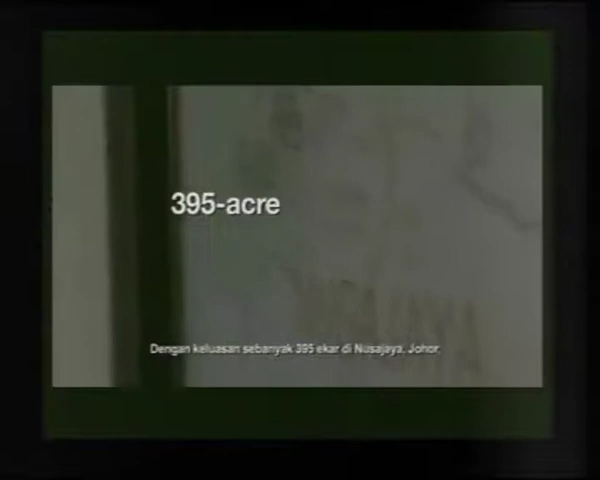 395-acre
Dengan keluasan sebanyak 395 ekar di Nusajaya, Johor.